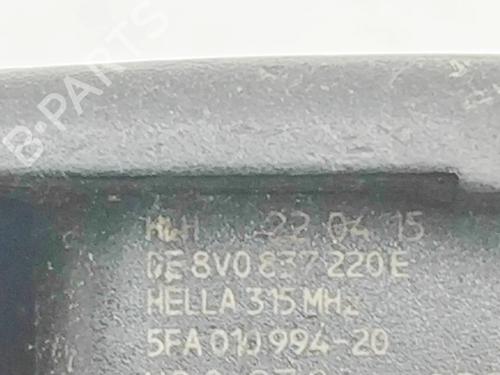 B-PARTS
22 04 15
DE 8V0 837 220 E
HELLA 315 MHz
5FA 010 994-20